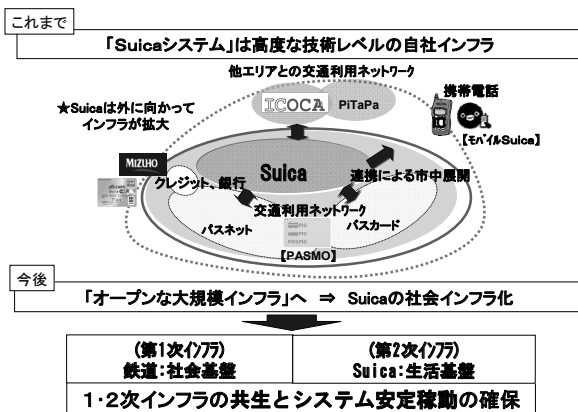 これまで
「Suicaシステム」は高度な技術レベルの自社インフラ
他エリアとの交通利用ネットワーク
ICOCA
PiTaPa
携帯電話
★Suicaは外に向かって
インフラが拡大
【モバイルSuica】
MIZUHO
Suica
クレジット、銀行
連携による市中展開
交通利用ネットワーク
パスネット
バスカード
PASMO
【PASMO】
今後
「オープンな大規模インフラ」へ ⇒ Suicaの社会インフラ化
(第1次インフラ)
鉄道:社会基盤
(第2次インフラ)
Suica:生活基盤
1・2次インフラの共生とシステム安定稼動の確保